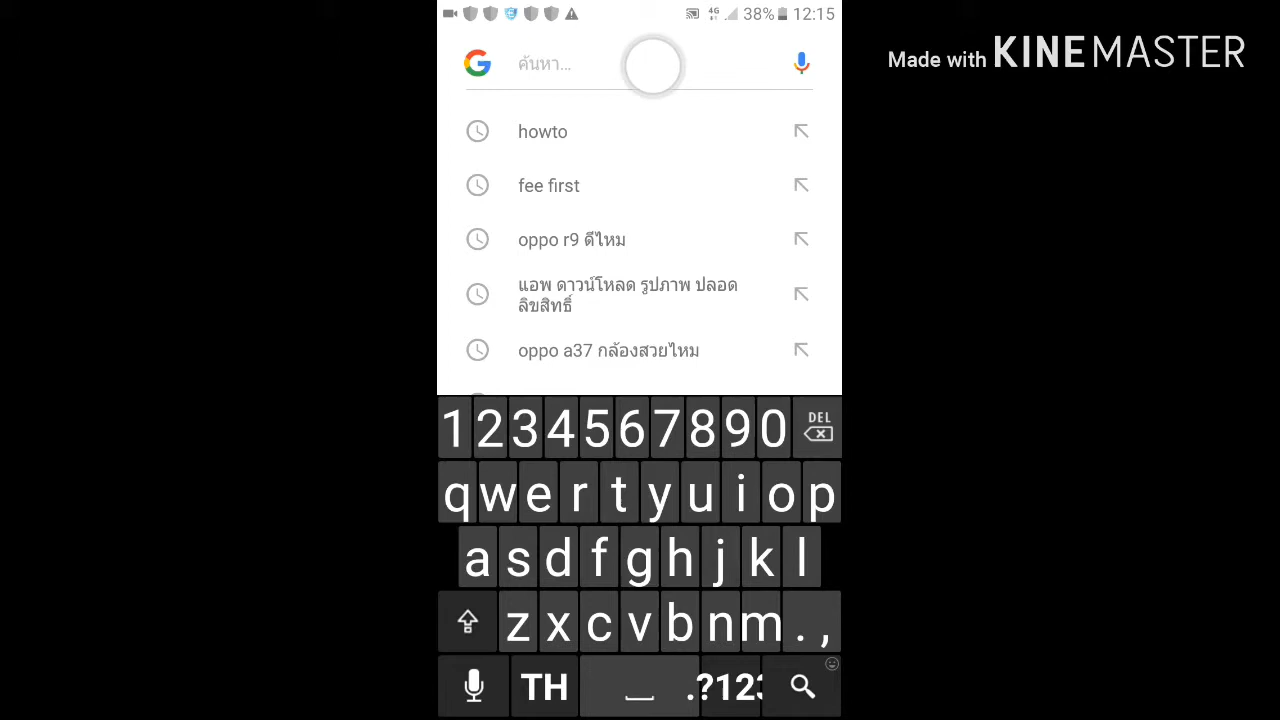 4G 38% 12:15
Made with KINEMASTER
G ค้นหา...
howto
fee first
oppo r9 ดีไหม
แอพ ดาวน์โหลด รูปภาพ ปลอด
ลิขสิทธิ์
oppo a37 กล้องสวยไหม
1 2 3 4 5 6 7 8 9 0 DEL
q w e r t y u i o p
a s d f g h j k l
z x c v b n m . ,
TH .?123